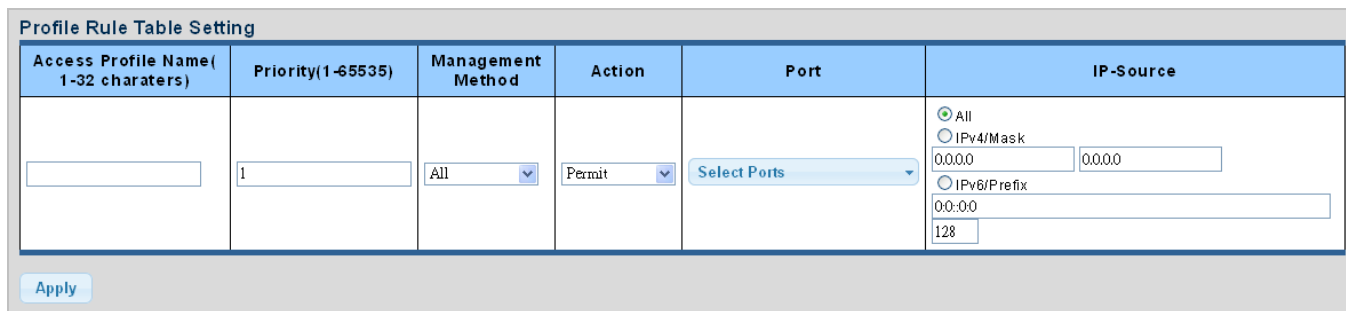 Profile Rule Table Setting
Access Profile Name(
1-32 charaters)
Priority(1-65535)
Management
Method
Action
Port
IP-Source
1
All
Permit
Select Ports
All
IPv4/Mask
0.0.0.0
0.0.0.0
IPv6/Prefix
0:0::0:0
128
Apply